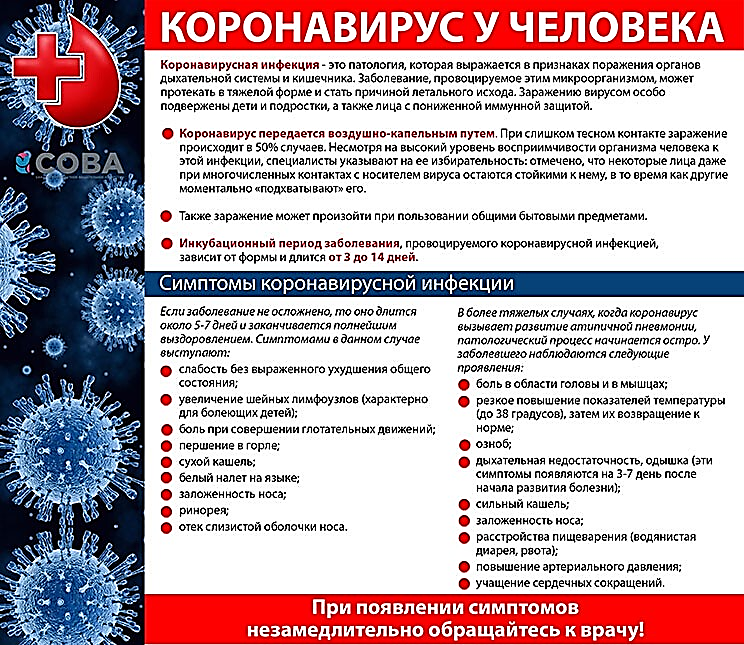 КОРОНАВИРУС У ЧЕЛОВЕКА
Коронавирусная инфекция - это патология, которая выражается в признаках поражения органов
дыхательной системы и кишечника. Заболевание, провоцируемое этим микроорганизмом, может
протекать в тяжелой форме и стать причиной летального исхода. Заражению вирусом особо
подвержены дети и подростки, а также лица с пониженной иммунной защитой.
Коронавирус передается воздушно-капельным путем. При слишком тесном контакте заражение
происходит в 50% случаев. Несмотря на высокий уровень восприимчивости организма человека к
этой инфекции, специалисты указывают на ее избирательность: отмечено, что некоторые лица даже
при многочисленных контактах с носителем вируса остаются стойкими к нему, в то время как другие
моментально «подхватывают» его.
СОВА
Также заражение может произойти при пользовании общими бытовыми предметами.
Инкубационный период заболевания, провоцируемого коронавирусной инфекцией,
зависит от формы и длится от 3 до 14 дней.
Симптомы коронавирусной инфекции
Если заболевание не осложнено, то оно длится
около 5-7 дней и заканчивается полнейшим
выздоровлением. Симптомами в данном случае
выступают:
слабость без выраженного ухудшения общего
состояния;
увеличение шейных лимфоузлов (характерно
для болеющих детей);
боль при совершении глотательных движений;
першение в горле;
сухой кашель;
белый налет на языке;
заложенность носа;
ринорея;
отек слизистой оболочки носа.
В более тяжелых случаях, когда коронавирус
вызывает развитие атипичной пневмонии,
патологический процесс начинается остро. У
заболевшего наблюдаются следующие
проявления:
боль в области головы и в мышцах;
резкое повышение показателей температуры
(до 38 градусов), затем их возвращение к
норме;
озноб;
дыхательная недостаточность, одышка (эти
симптомы появляются на 3-7 день после
начала развития болезни);
сильный кашель;
заложенность носа;
расстройства пищеварения (водянистая
диарея, рвота);
повышение артериального давления;
учащение сердечных сокращений.
При появлении симптомов
незамедлительно обращайтесь к врачу!